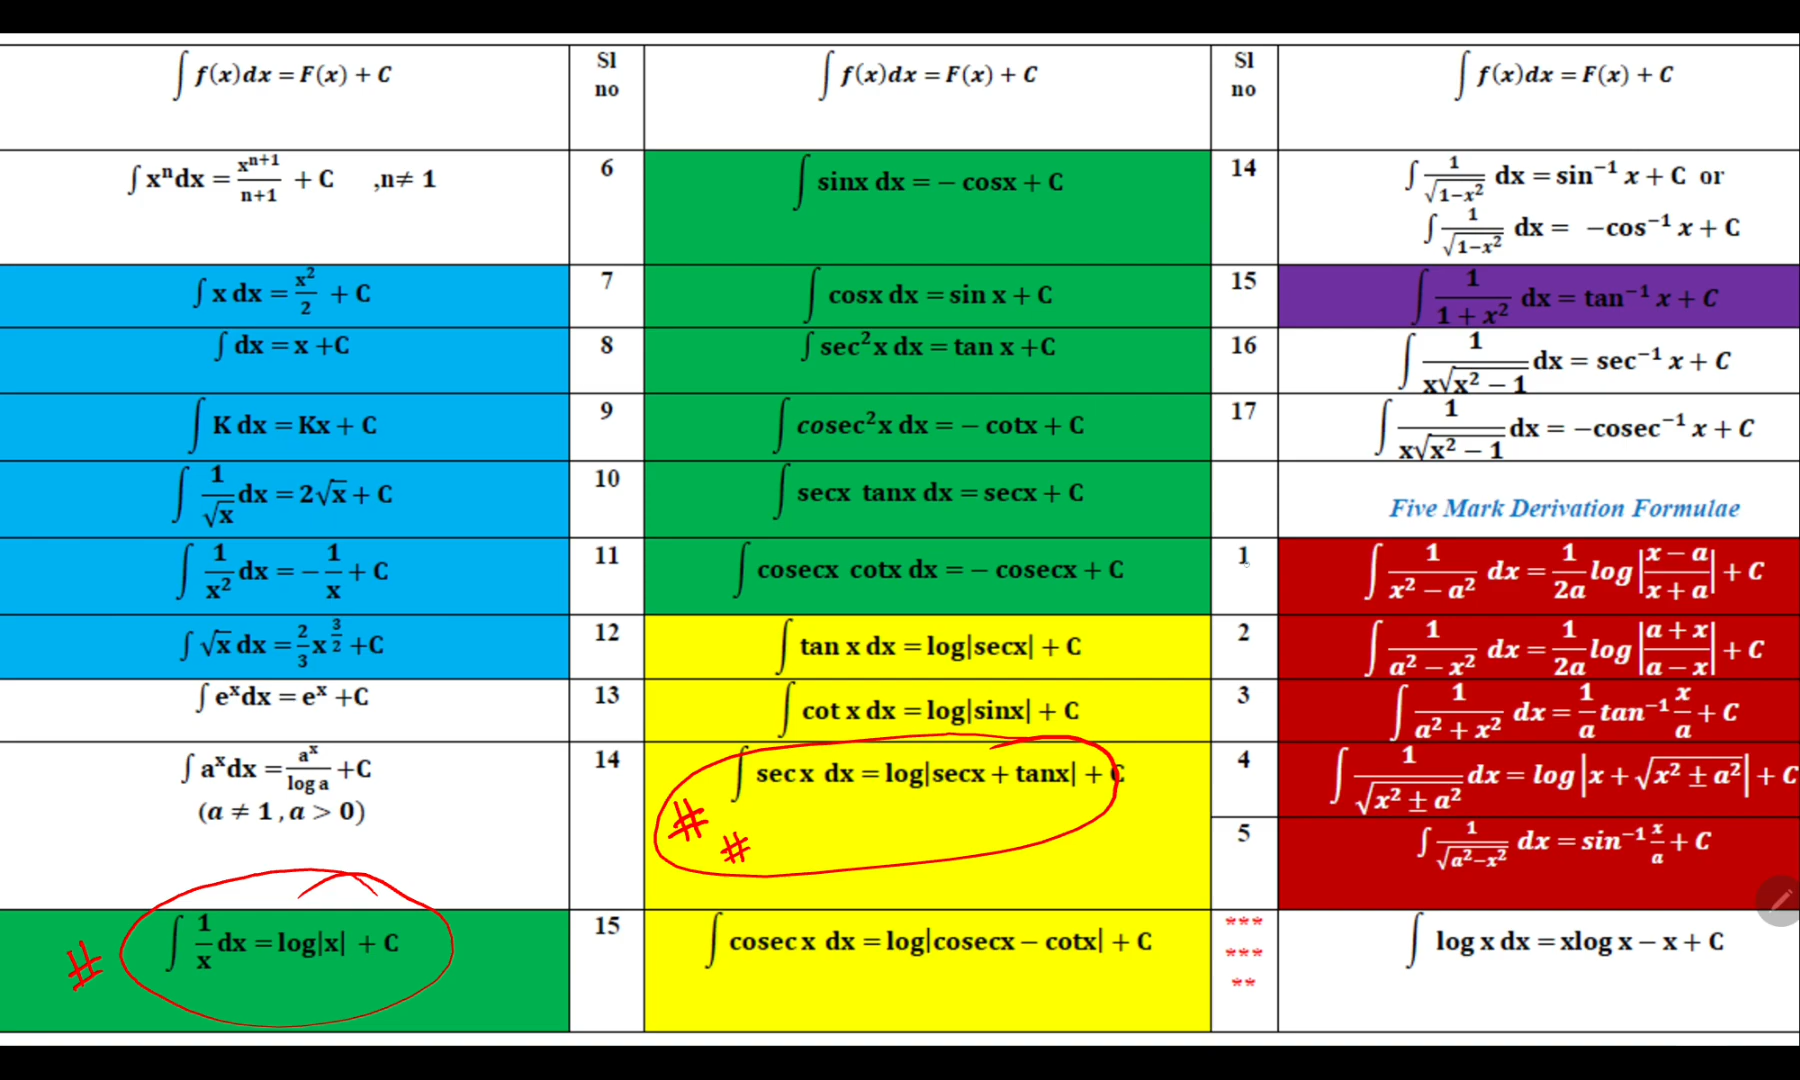 ∫ f(x)dx = F(x) + C
Sl no
∫ f(x)dx = F(x) + C
Sl no
∫ f(x)dx = F(x) + C
∫ xⁿdx = xⁿ⁺¹/n+1 + C ,n≠ 1
6
∫ sinx dx = − cosx + C
14
∫ 1/√1−x² dx = sin⁻¹ x + C or
∫ 1/√1−x² dx = −cos⁻¹ x + C
∫ x dx = x²/2 + C
7
∫ cosx dx = sin x + C
15
∫ 1/1 + x² dx = tan⁻¹ x + C
∫ dx = x +C
8
∫ sec²x dx = tan x +C
16
∫ 1/x√x² − 1 dx = sec⁻¹ x + C
∫ K dx = Kx + C
9
∫ cosec²x dx = − cotx + C
17
∫ 1/x√x² − 1 dx = −cosec⁻¹ x + C
∫ 1/√x dx = 2√x + C
10
∫ secx tanx dx = secx + C
Five Mark Derivation Formulae
∫ 1/x² dx = − 1/x + C
11
∫ cosecx cotx dx = − cosecx + C
1
∫ 1/x² − a² dx = 1/2a log |x − a/x + a| + C
∫ √x dx = 2/3 x^3/2 +C
12
∫ tan x dx = log|secx| + C
2
∫ 1/a² − x² dx = 1/2a log |a + x/a − x| + C
∫ eˣdx = eˣ +C
13
∫ cot x dx = log|sinx| + C
3
∫ 1/a² + x² dx = 1/a tan⁻¹ x/a + C
∫ aˣdx = aˣ/log a +C
(a ≠ 1 , a > 0)
14
∫ sec x dx = log|secx + tanx| + C
# #
4
∫ 1/√x² ± a² dx = log |x + √x² ± a²| + C
5
∫ 1/√a²−x² dx = sin⁻¹ x/a + C
# ∫ 1/x dx = log|x| + C
15
∫ cosec x dx = log|cosecx − cotx| + C
***
***
**
∫ log x dx = xlog x − x + C